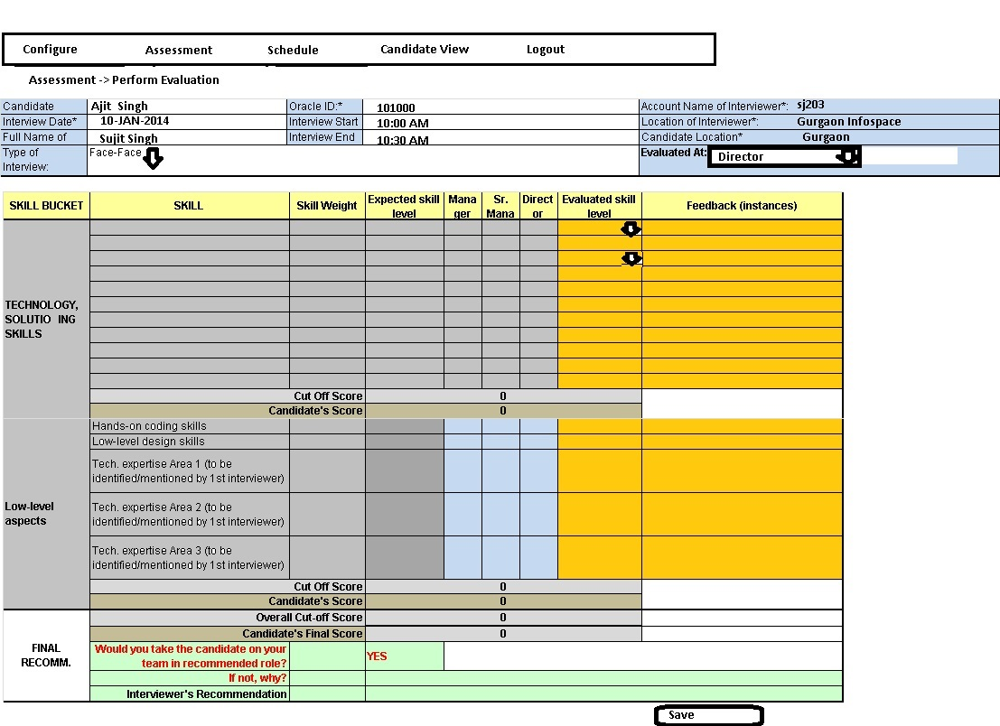 Configure Assessment Schedule Candidate View Logout
Assessment -> Perform Evaluation
Candidate Ajit Singh Oracle ID:* 101000 Account Name of Interviewer*: sj203
Interview Date* 10-JAN-2014 Interview Start 10:00 AM Location of Interviewer*: Gurgaon Infospace
Full Name of Sujit Singh Interview End 10:30 AM Candidate Location* Gurgaon
Type of Face-Face Evaluated At: Director
Interview:
SKILL BUCKET SKILL Skill Weight Expected skill Mana Sr. Direct Evaluated skill Feedback (instances)
level ger Mana or level
TECHNOLOGY,
SOLUTIO ING
SKILLS
Cut Off Score 0
Candidate's Score 0
Hands-on coding skills
Low-level design skills
Tech. expertise Area 1 (to be
identified/mentioned by 1st interviewer)
Low-level
aspects
Tech. expertise Area 2 (to be
identified/mentioned by 1st interviewer)
Tech. expertise Area 3 (to be
identified/mentioned by 1st interviewer)
Cut Off Score 0
Candidate's Score 0
Overall Cut-off Score 0
Candidate's Final Score 0
FINAL
RECOMM.
Would you take the candidate on your
team in recommended role? YES
If not, why?
Interviewer's Recommendation
Save